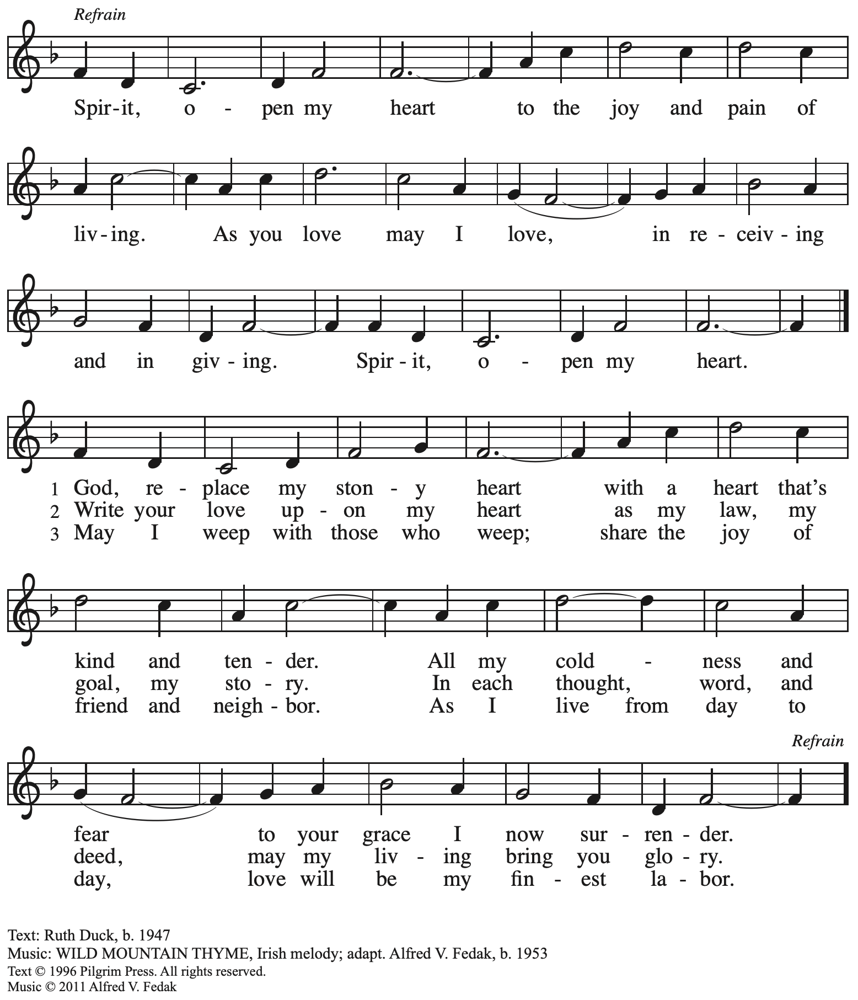 Refrain
Spir-it, o - pen my heart to the joy and pain of
liv-ing. As you love may I love, in re - ceiv - ing
and in giv - ing. Spir - it, o - pen my heart.
1 God, re - place my ston - y heart with a heart that's
2 Write your love up - on my heart as my law, my
3 May I weep with those who weep; share the joy of
kind and ten - der. All my cold - ness and
goal, my sto - ry. In each thought, word, and
friend and neigh - bor. As I live from day to
Refrain
fear to your grace I now sur - ren - der.
deed, may my liv - ing bring you glo - ry.
day, love will be my fin - est la - bor.
Text: Ruth Duck, b. 1947
Music: WILD MOUNTAIN THYME, Irish melody; adapt. Alfred V. Fedak, b. 1953
Text © 1996 Pilgrim Press. All rights reserved.
Music © 2011 Alfred V. Fedak